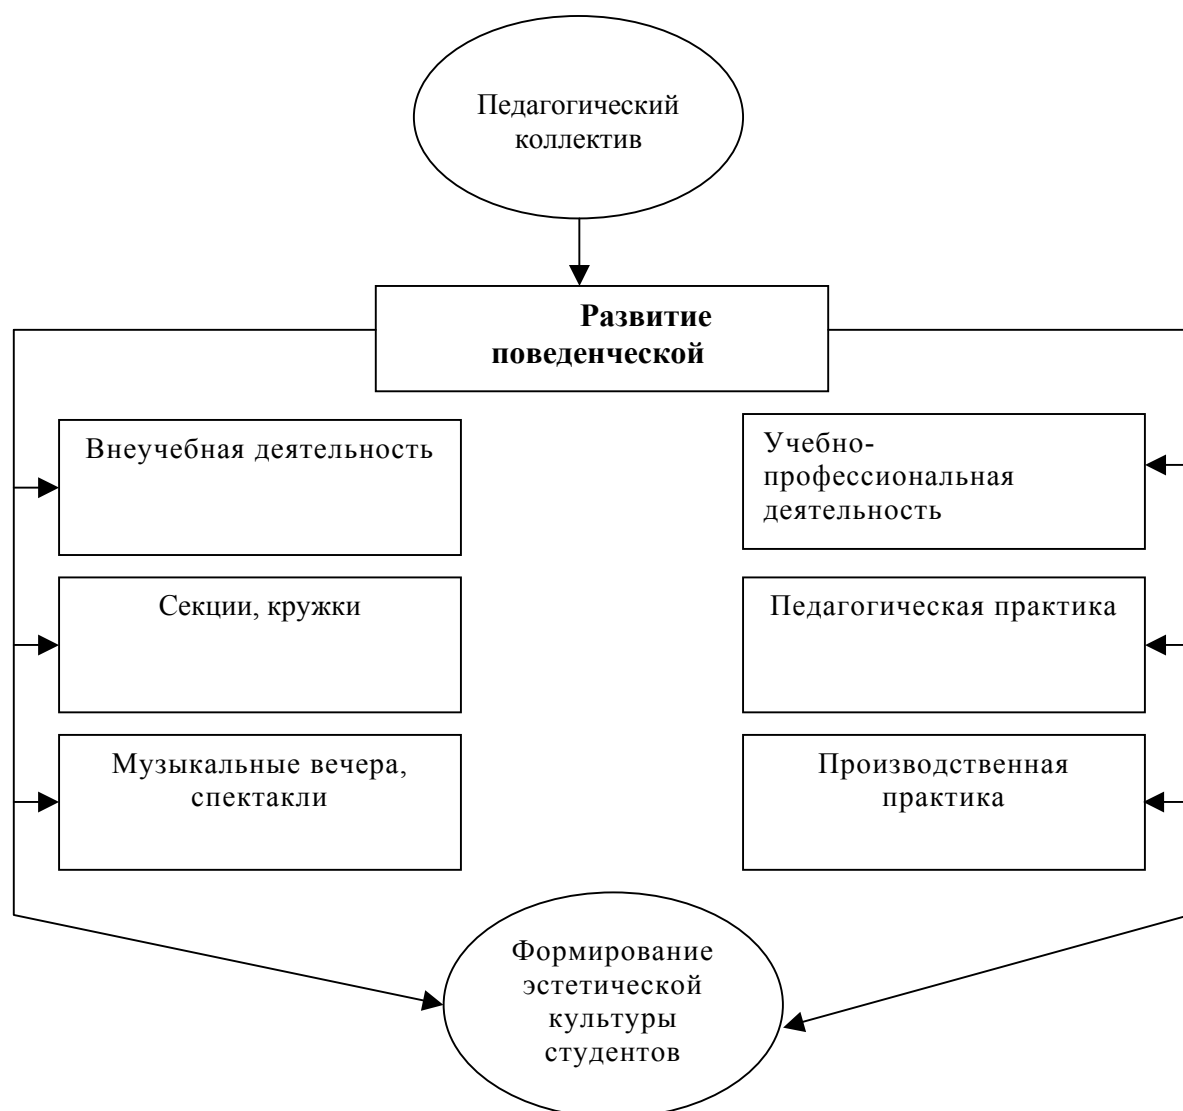 Педагогический
коллектив
Развитие
поведенческой
Внеучебная деятельность
Учебно-
профессиональная
деятельность
Секции, кружки
Педагогическая практика
Музыкальные вечера,
спектакли
Производственная
практика
Формирование
эстетической
культуры
студентов